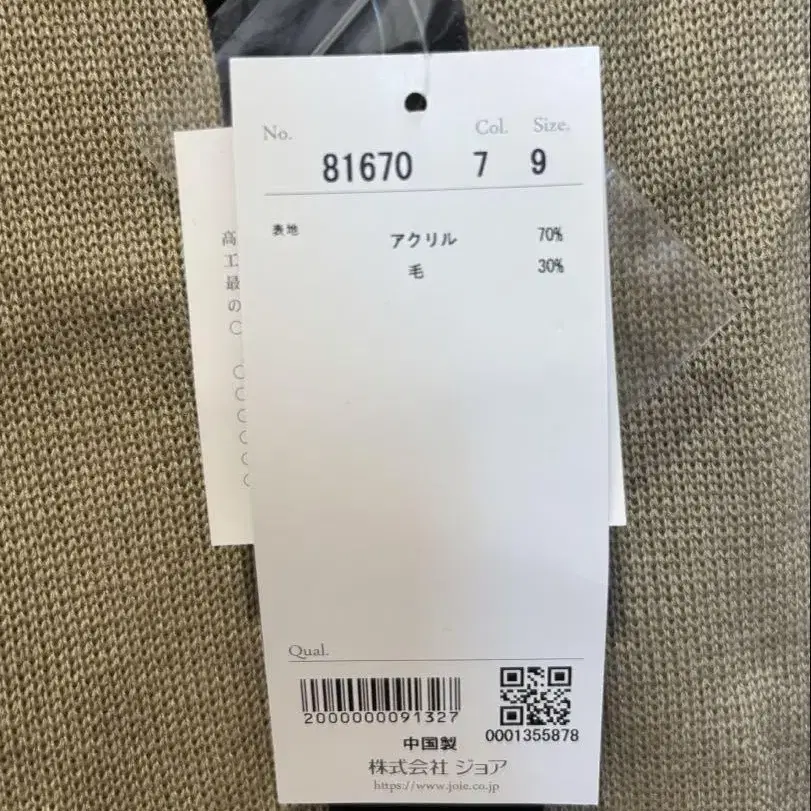 No. Col. Size.
81670 7 9
表地 アクリル 70%
毛 30%
高
工
最
の
〇
〇
〇
〇
〇
〇
〇
Qual.
2000000091327
0001355878
中国製
株式会社 ジョア
https://www.joie.co.jp